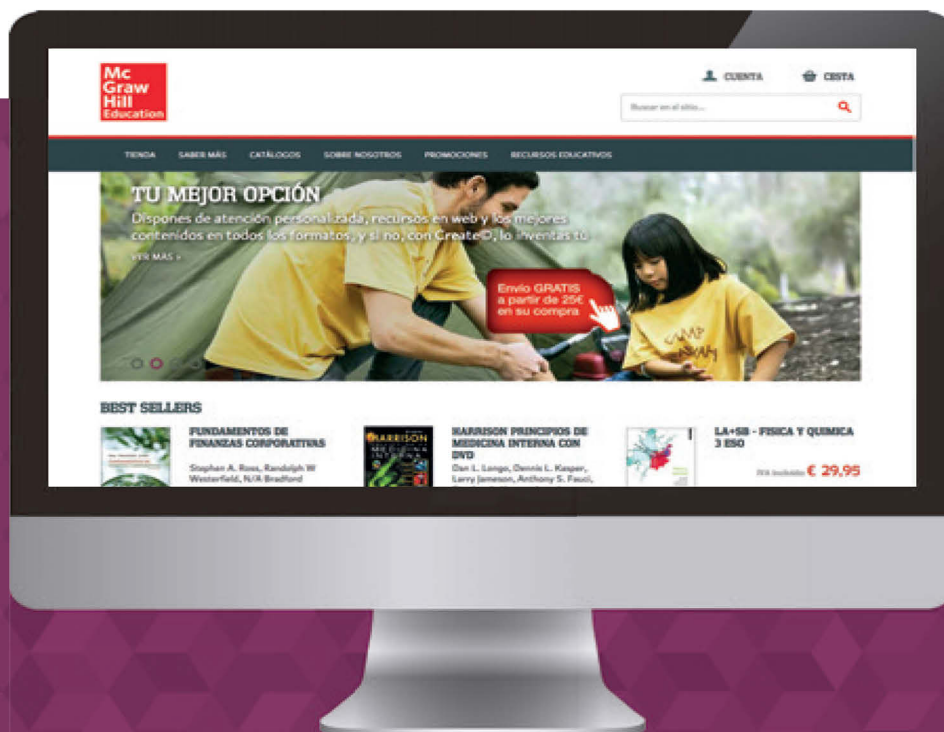 Mc
Graw
Hill
Education
CUENTA
CESTA
Buscar en el sitio...
TIENDA
SABER MÁS
CATÁLOGOS
SOBRE NOSOTROS
PROMOCIONES
RECURSOS EDUCATIVOS
TU MEJOR OPCIÓN
Dispones de atención personalizada, recursos en web y los mejores
contenidos en todos los formatos, y si no, con Create©, lo inventas tú
VER MÁS »
Envío GRATIS
a partir de 25€
en su compra
CAMP
BEST SELLERS
FUNDAMENTOS DE
FINANZAS CORPORATIVAS
Stephen A. Ross, Randolph W
Westerfield, N/A Bradford
HARRISON
MEDICINA
INTERNA
HARRISON PRINCIPIOS DE
MEDICINA INTERNA CON
DVD
Dan L. Longo, Dennis L. Kasper,
Larry Jameson, Anthony S. Fauci,
LA+SB - FISICA Y QUIMICA
3 ESO
IVA incluido € 29,95